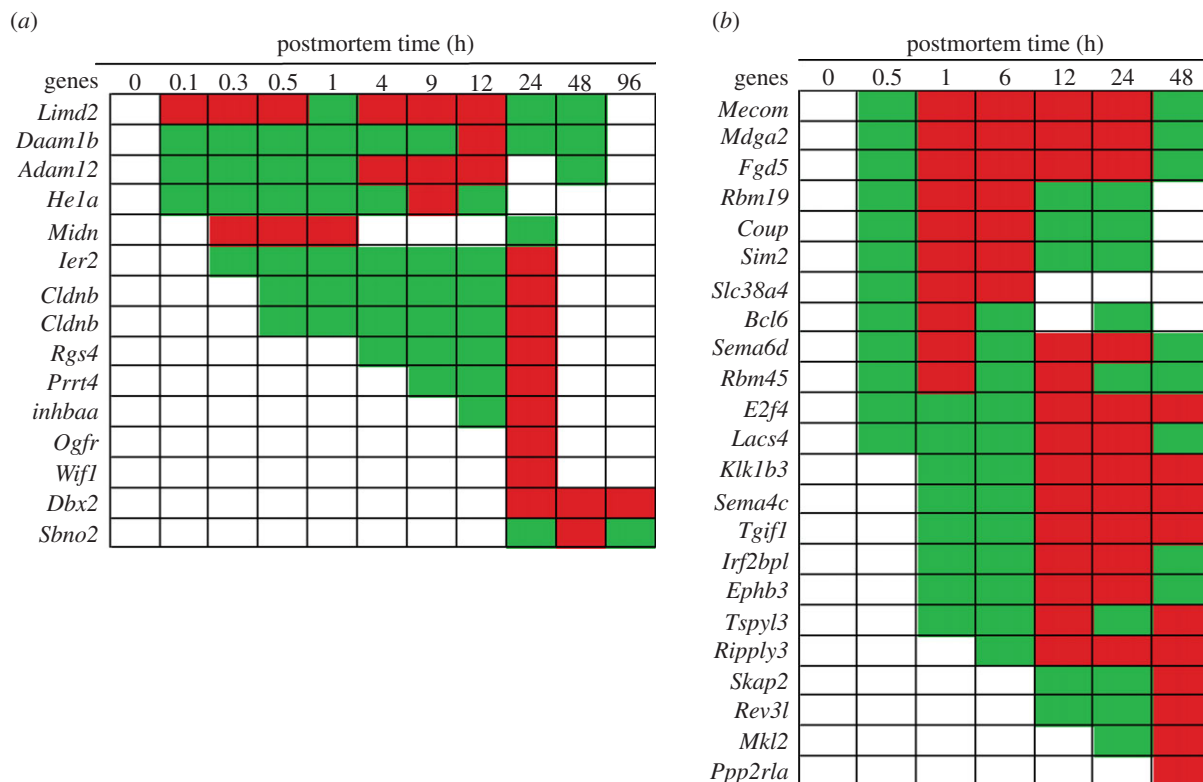 (a)
postmortem time (h)
genes 0 0.1 0.3 0.5 1 4 9 12 24 48 96
Limd2
Daam1b
Adam12
He1a
Midn
Ier2
Cldnb
Cldnb
Rgs4
Prrt4
inhbaa
Ogfr
Wif1
Dbx2
Sbno2
(b)
postmortem time (h)
genes 0 0.5 1 6 12 24 48
Mecom
Mdga2
Fgd5
Rbm19
Coup
Sim2
Slc38a4
Bcl6
Sema6d
Rbm45
E2f4
Lacs4
Klk1b3
Sema4c
Tgif1
Irf2bpl
Ephb3
Tspyl3
Ripply3
Skap2
Rev3l
Mkl2
Ppp2rla